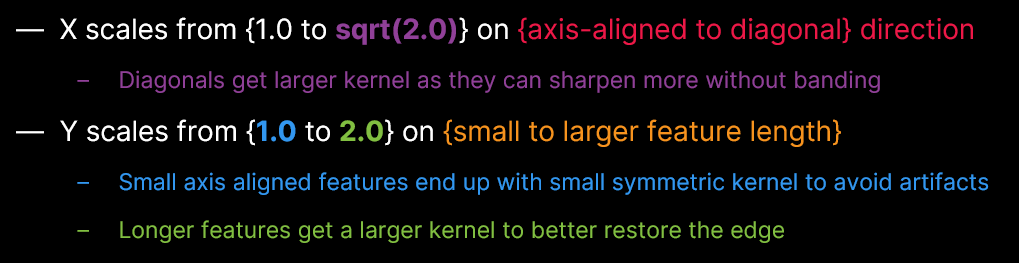 — X scales from {1.0 to sqrt(2.0)} on {axis-aligned to diagonal} direction
– Diagonals get larger kernel as they can sharpen more without banding
— Y scales from {1.0 to 2.0} on {small to larger feature length}
– Small axis aligned features end up with small symmetric kernel to avoid artifacts
– Longer features get a larger kernel to better restore the edge